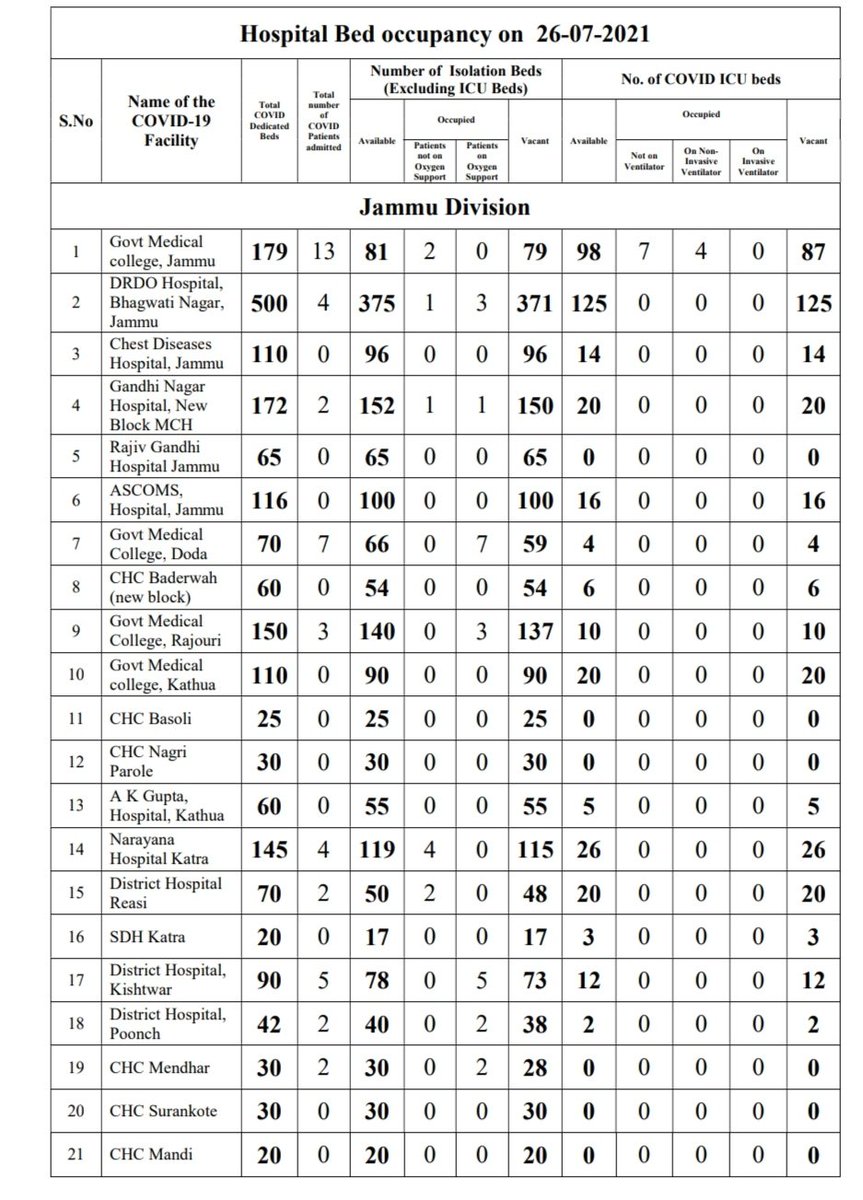 Hospital Bed occupancy on 26-07-2021
S.No
Name of the
COVID-19
Facility
Total
COVID
Dedicated
Beds
Total
number
of
COVID
Patients
admitted
Number of Isolation Beds
(Excluding ICU Beds)
Available
Occupied
Patients
not on
Oxygen
Support
Patients
on
Oxygen
Support
Vacant
No. of COVID ICU beds
Available
Occupied
Not on
Ventilator
On Non-
Invasive
Ventilator
On
Invasive
Ventilator
Vacant
Jammu Division
1 Govt Medical
college, Jammu 179 13 81 2 0 79 98 7 4 0 87
2 DRDO Hospital,
Bhagwati Nagar,
Jammu 500 4 375 1 3 371 125 0 0 0 125
3 Chest Diseases
Hospital, Jammu 110 0 96 0 0 96 14 0 0 0 14
4 Gandhi Nagar
Hospital, New
Block MCH 172 2 152 1 1 150 20 0 0 0 20
5 Rajiv Gandhi
Hospital Jammu 65 0 65 0 0 65 0 0 0 0 0
6 ASCOMS,
Hospital, Jammu 116 0 100 0 0 100 16 0 0 0 16
7 Govt Medical
College, Doda 70 7 66 0 7 59 4 0 0 0 4
8 CHC Baderwah
(new block) 60 0 54 0 0 54 6 0 0 0 6
9 Govt Medical
College, Rajouri 150 3 140 0 3 137 10 0 0 0 10
10 Govt Medical
college, Kathua 110 0 90 0 0 90 20 0 0 0 20
11 CHC Basoli 25 0 25 0 0 25 0 0 0 0 0
12 CHC Nagri
Parole 30 0 30 0 0 30 0 0 0 0 0
13 A K Gupta,
Hospital, Kathua 60 0 55 0 0 55 5 0 0 0 5
14 Narayana
Hospital Katra 145 4 119 4 0 115 26 0 0 0 26
15 District Hospital
Reasi 70 2 50 2 0 48 20 0 0 0 20
16 SDH Katra 20 0 17 0 0 17 3 0 0 0 3
17 District Hospital,
Kishtwar 90 5 78 0 5 73 12 0 0 0 12
18 District Hospital,
Poonch 42 2 40 0 2 38 2 0 0 0 2
19 CHC Mendhar 30 2 30 0 2 28 0 0 0 0 0
20 CHC Surankote 30 0 30 0 0 30 0 0 0 0 0
21 CHC Mandi 20 0 20 0 0 20 0 0 0 0 0